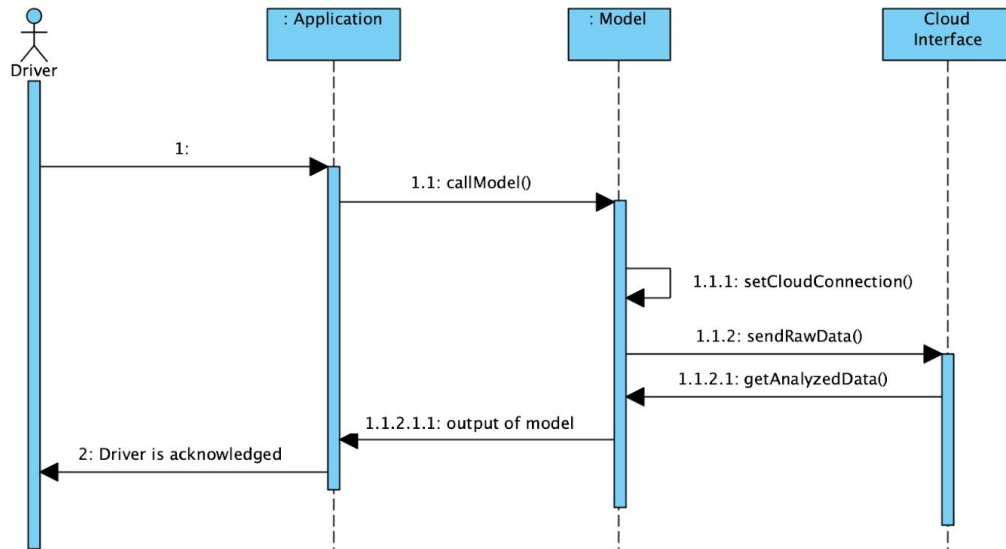 : Application
: Model
Cloud
Interface
Driver
1:
1.1: callModel()
1.1.1: setCloudConnection()
1.1.2: sendRawData()
1.1.2.1: getAnalyzedData()
1.1.2.1.1: output of model
2: Driver is acknowledged